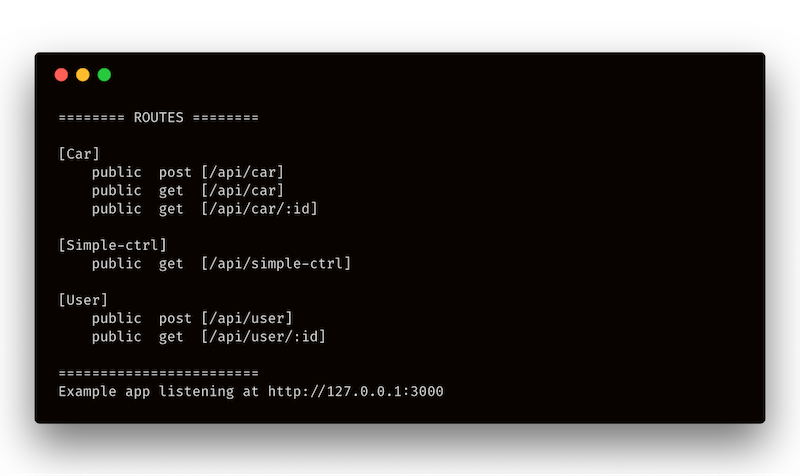 ======== ROUTES ========
[Car]
    public  post [/api/car]
    public  get  [/api/car]
    public  get  [/api/car/:id]
[Simple-ctrl]
    public  get  [/api/simple-ctrl]
[User]
    public  post [/api/user]
    public  get  [/api/user/:id]
========================
Example app listening at http://127.0.0.1:3000